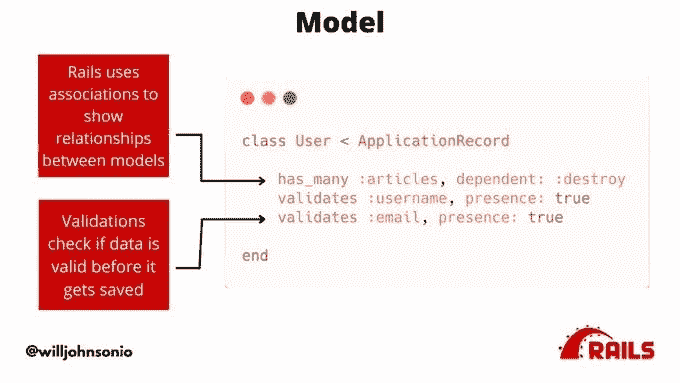 Model
Rails uses
associations to
show
relationships
between models
Validations
check if data is
valid before it
gets saved
class User < ApplicationRecord
has_many :articles, dependent: :destroy
validates :username, presence: true
validates :email, presence: true
end
@willjohnsonio
RAILS